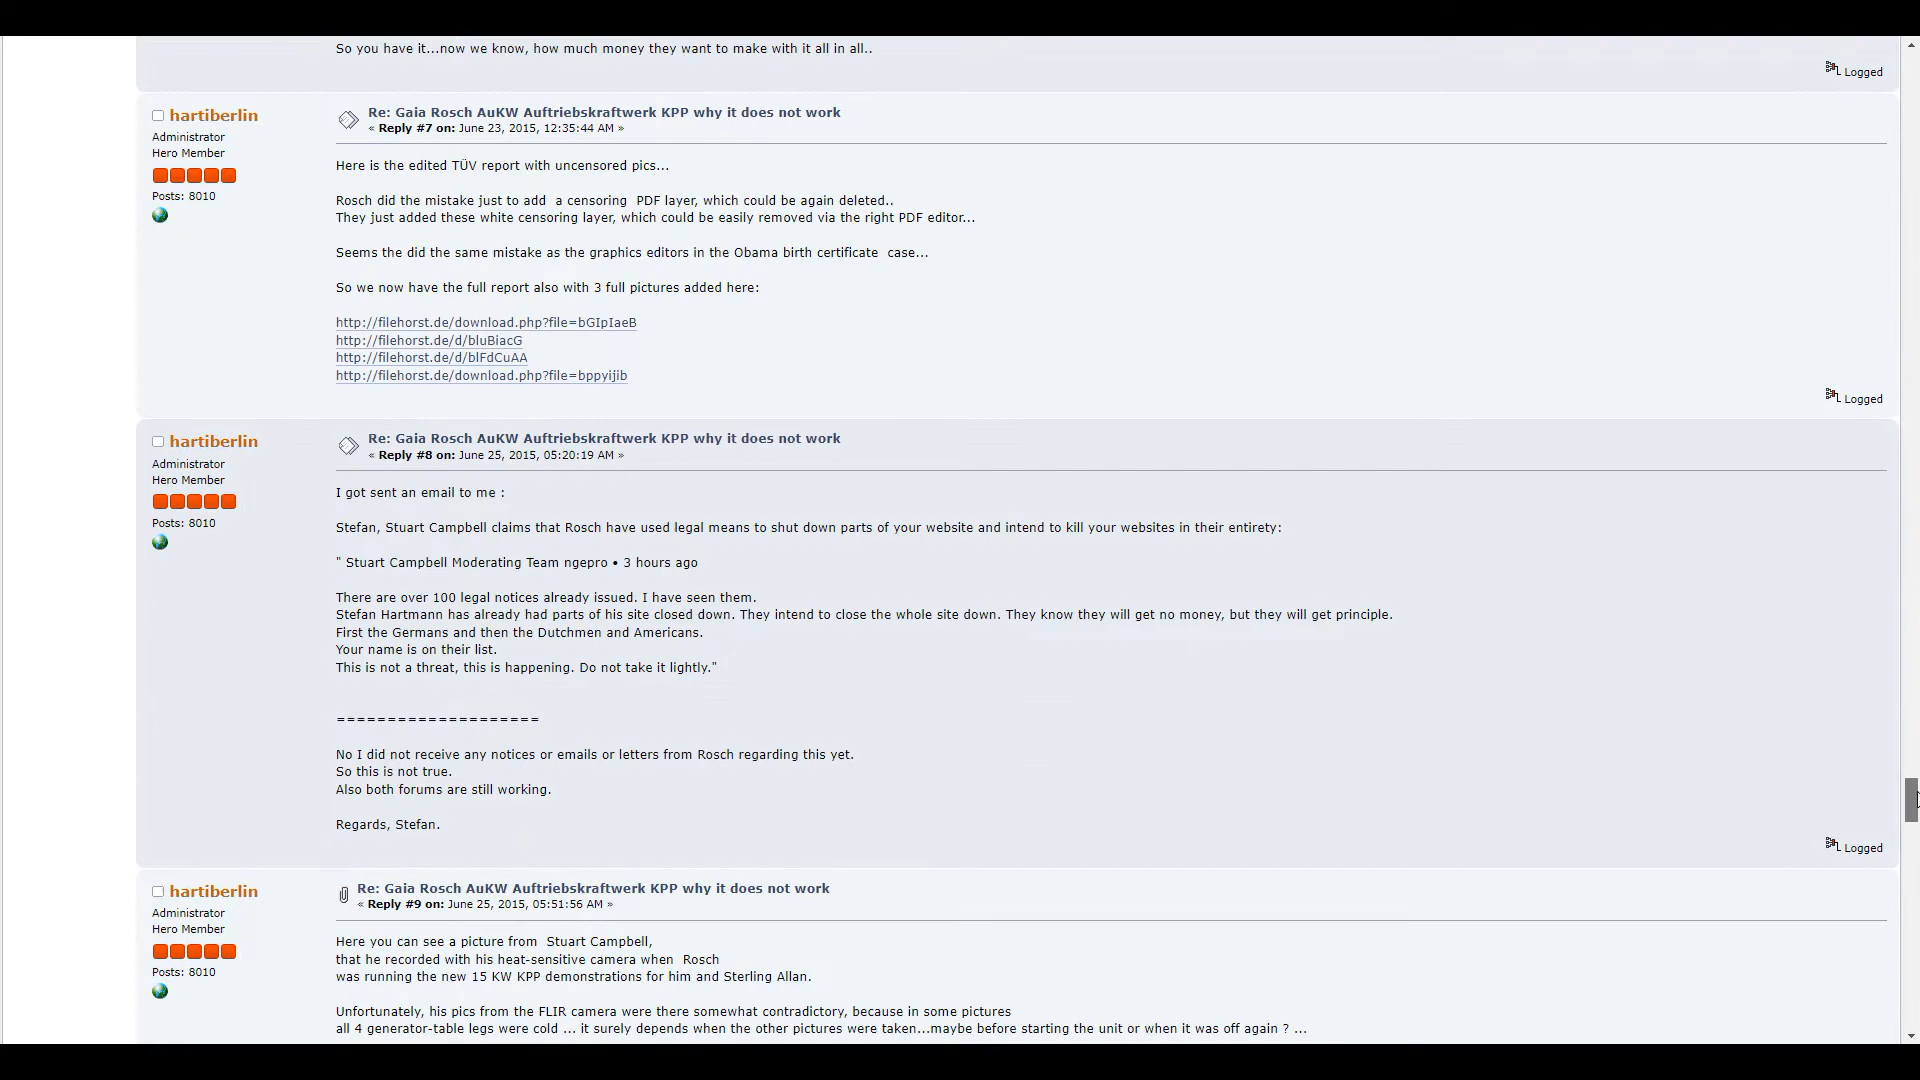 So you have it...now we know, how much money they want to make with it all in all..
Logged
hartiberlin
Administrator
Hero Member
Posts: 8010
Re: Gaia Rosch AuKW Auftriebskraftwerk KPP why it does not work
« Reply #7 on: June 23, 2015, 12:35:44 AM »
Here is the edited TÜV report with uncensored pics...
Rosch did the mistake just to add  a censoring  PDF layer, which could be again deleted..
They just added these white censoring layer, which could be easily removed via the right PDF editor...
Seems the did the same mistake as the graphics editors in the Obama birth certificate  case...
So we now have the full report also with 3 full pictures added here:
http://filehorst.de/download.php?file=bGIpIaeB
http://filehorst.de/d/bluBiacG
http://filehorst.de/d/blFdCuAA
http://filehorst.de/download.php?file=bppyijib
Logged
hartiberlin
Administrator
Hero Member
Posts: 8010
Re: Gaia Rosch AuKW Auftriebskraftwerk KPP why it does not work
« Reply #8 on: June 25, 2015, 05:20:19 AM »
I got sent an email to me :
Stefan, Stuart Campbell claims that Rosch have used legal means to shut down parts of your website and intend to kill your websites in their entirety:
" Stuart Campbell Moderating Team ngepro • 3 hours ago
There are over 100 legal notices already issued. I have seen them.
Stefan Hartmann has already had parts of his site closed down. They intend to close the whole site down. They know they will get no money, but they will get principle.
First the Germans and then the Dutchmen and Americans.
Your name is on their list.
This is not a threat, this is happening. Do not take it lightly."
====================
No I did not receive any notices or emails or letters from Rosch regarding this yet.
So this is not true.
Also both forums are still working.
Regards, Stefan.
Logged
hartiberlin
Administrator
Hero Member
Posts: 8010
Re: Gaia Rosch AuKW Auftriebskraftwerk KPP why it does not work
« Reply #9 on: June 25, 2015, 05:51:56 AM »
Here you can see a picture from  Stuart Campbell,
that he recorded with his heat-sensitive camera when  Rosch
was running the new 15 KW KPP demonstrations for him and Sterling Allan.
Unfortunately, his pics from the FLIR camera were there somewhat contradictory, because in some pictures
all 4 generator-table legs were cold ... it surely depends when the other pictures were taken...maybe before starting the unit or when it was off again ? ...